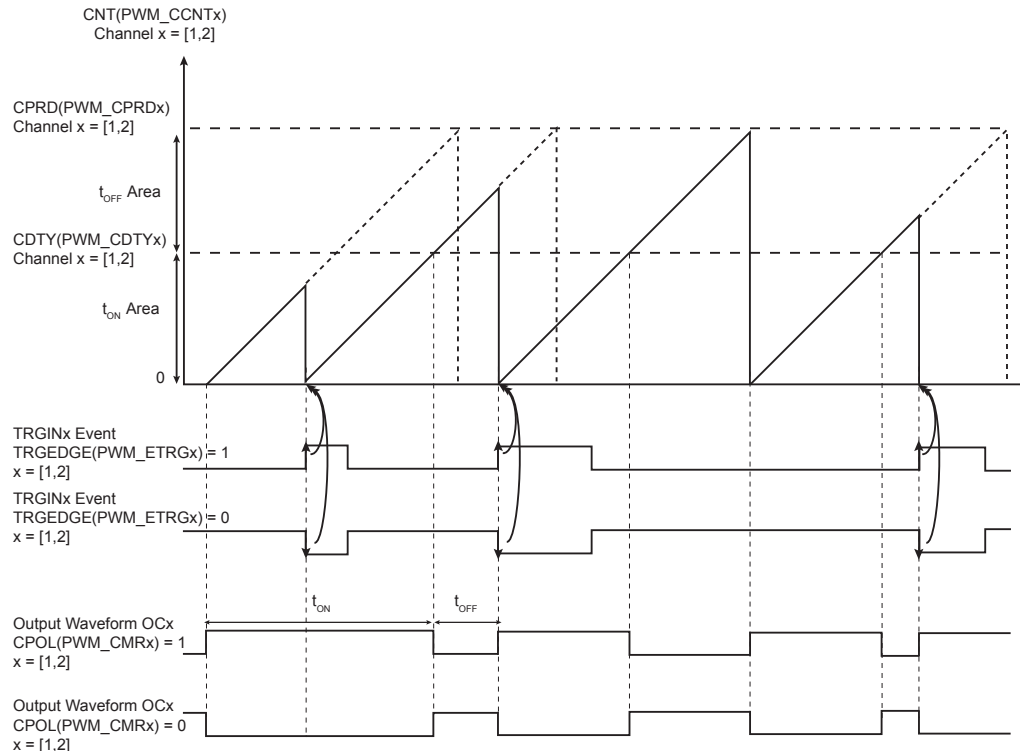 CNT(PWM_CCNTx)
Channel x = [1,2]
CPRD(PWM_CPRDx)
Channel x = [1,2]
tOFF Area
CDTY(PWM_CDTYx)
Channel x = [1,2]
tON Area
0
TRGINx Event
TRGEDGE(PWM_ETRGx) = 1
x = [1,2]
TRGINx Event
TRGEDGE(PWM_ETRGx) = 0
x = [1,2]
tON
tOFF
Output Waveform OCx
CPOL(PWM_CMRx) = 1
x = [1,2]
Output Waveform OCx
CPOL(PWM_CMRx) = 0
x = [1,2]